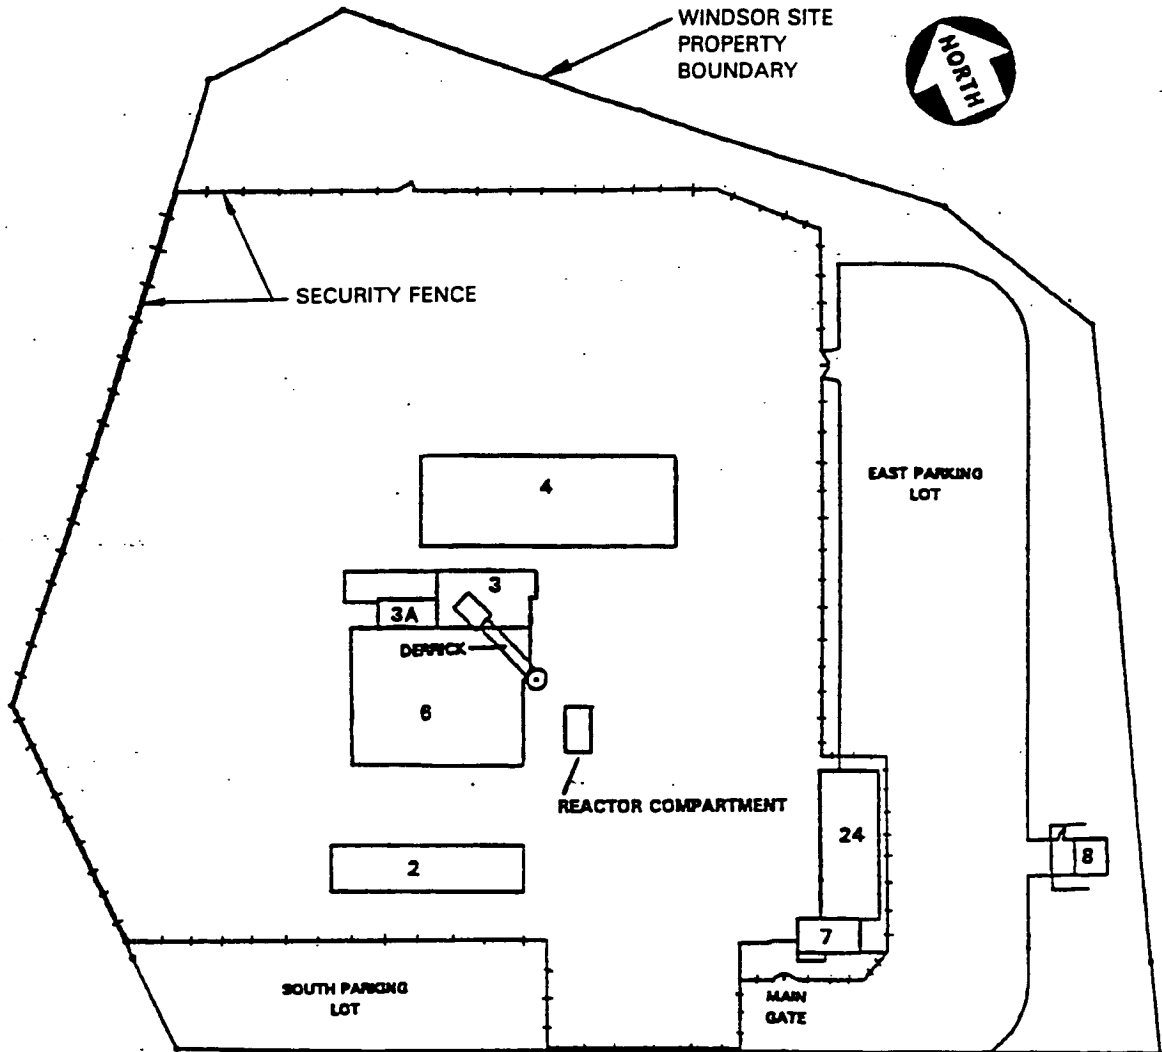 WINDSOR SITE
PROPERTY
BOUNDARY
NORTH
SECURITY FENCE
4
EAST PARKING
LOT
3
3A
DERRICK
6
REACTOR COMPARTMENT
24
2
8
7
SOUTH PARKING
LOT
MAIN
GATE